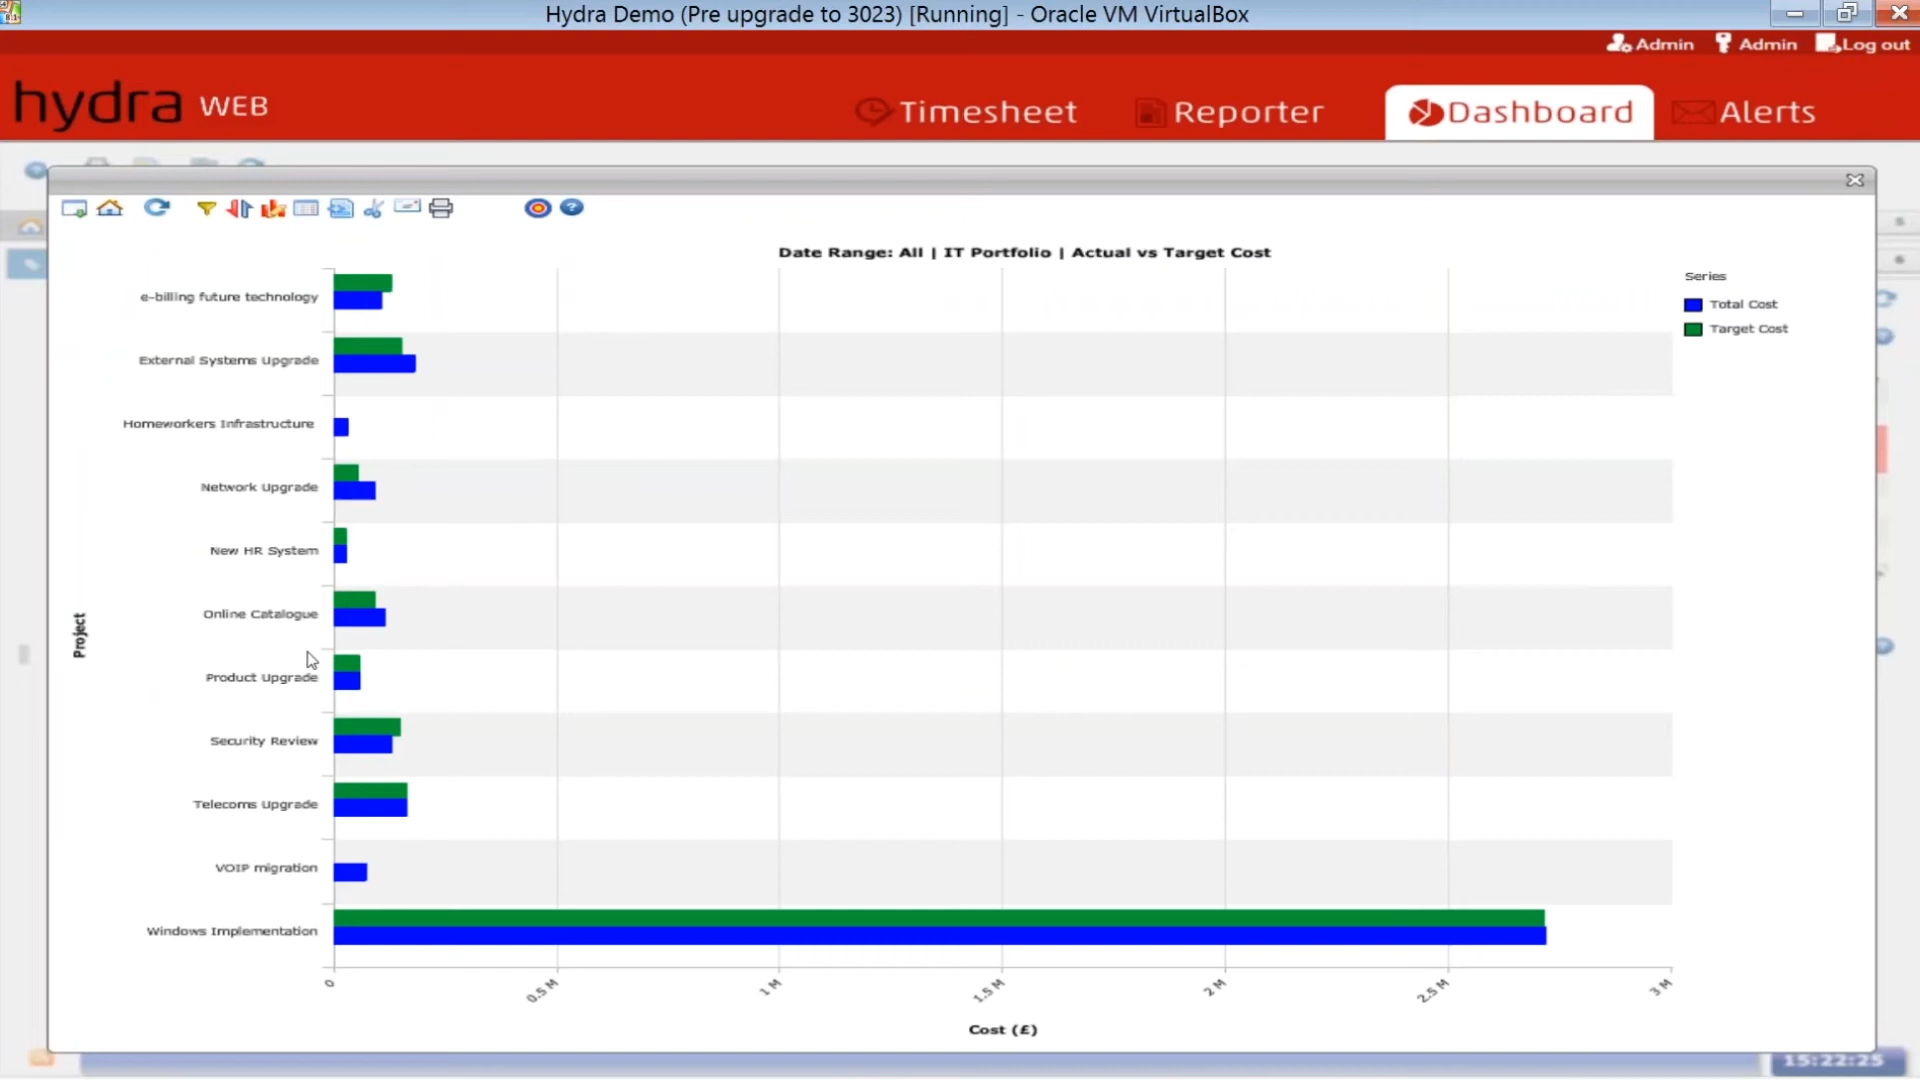 Hydra Demo (Pre upgrade to 3023) [Running] - Oracle VM VirtualBox
Admin Admin Log out
hydra WEB
Timesheet Reporter Dashboard Alerts
Date Range: All | IT Portfolio | Actual vs Target Cost
Series
Total Cost
Target Cost
e-billing future technology
External Systems Upgrade
Homeworkers Infrastructure
Network Upgrade
New HR System
Online Catalogue
Project
Product Upgrade
Security Review
Telecoms Upgrade
VOIP migration
Windows Implementation
0 0.5 M 1 M 1.5 M 2 M 2.5 M 3 M
Cost (£)
15:22:25